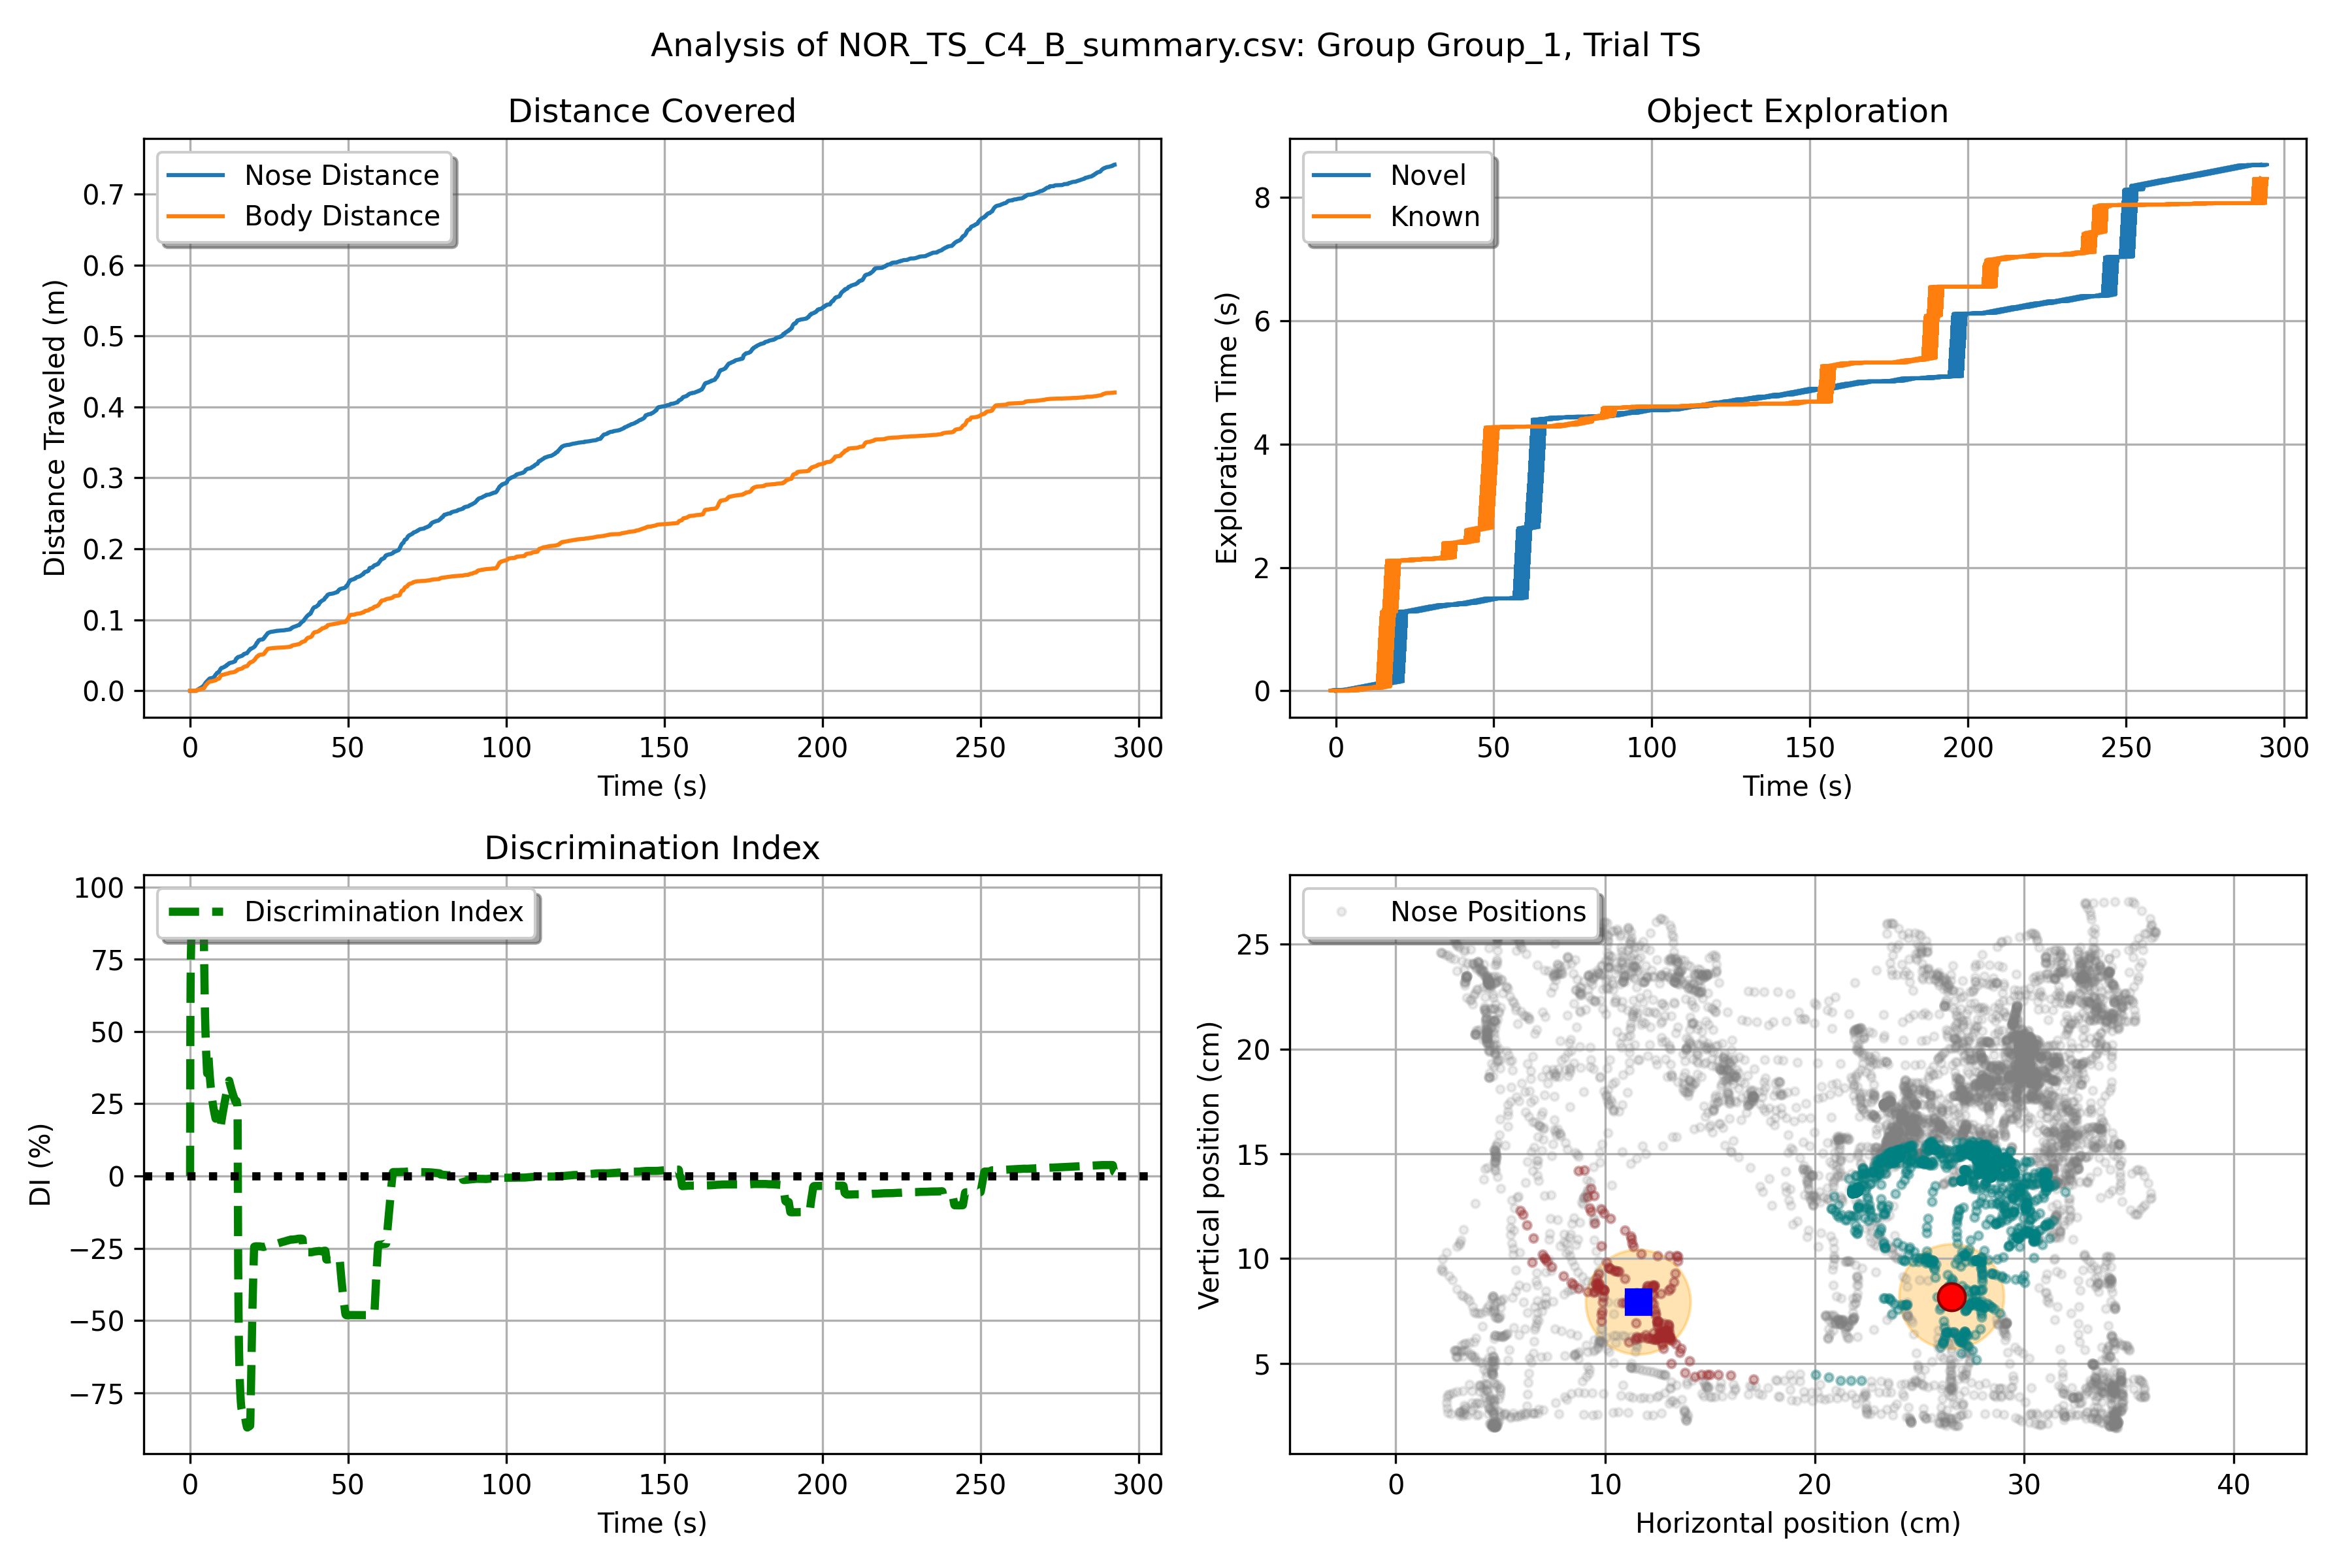 Analysis of NOR_TS_C4_B_summary.csv: Group Group_1, Trial TS
Distance Covered
Nose Distance
Body Distance
Distance Traveled (m)
0.7
0.6
0.5
0.4
0.3
0.2
0.1
0.0
0 50 100 150 200 250 300
Time (s)
Object Exploration
Novel
Known
Exploration Time (s)
8
6
4
2
0
0 50 100 150 200 250 300
Time (s)
Discrimination Index
Discrimination Index
DI (%)
100
75
50
25
0
−25
−50
−75
0 50 100 150 200 250 300
Time (s)
Nose Positions
Vertical position (cm)
25
20
15
10
5
0 10 20 30 40
Horizontal position (cm)